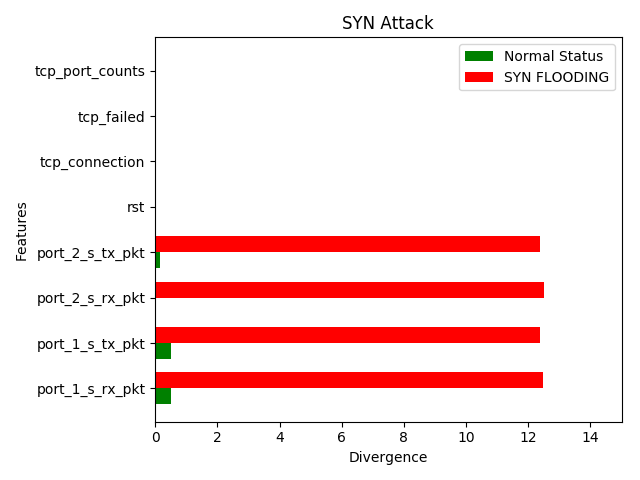 SYN Attack
Normal Status
SYN FLOODING
Features
tcp_port_counts
tcp_failed
tcp_connection
rst
port_2_s_tx_pkt
port_2_s_rx_pkt
port_1_s_tx_pkt
port_1_s_rx_pkt
0 2 4 6 8 10 12 14
Divergence